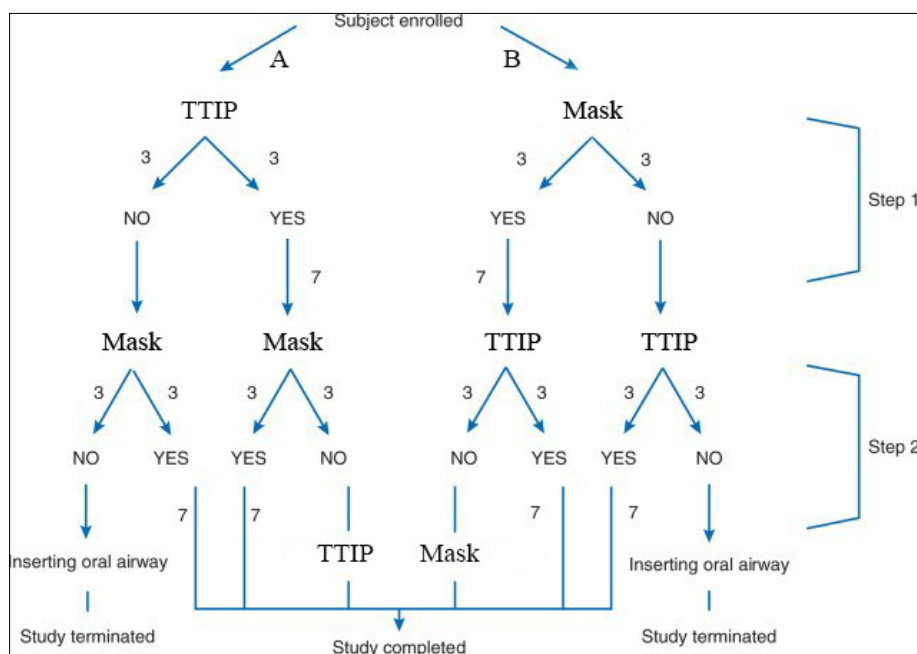 Subject enrolled
A B
TTIP Mask
3 3 3 3
NO YES YES NO
Step 1
7 7
Mask Mask TTIP TTIP
3 3 3 3 3 3 3 3
NO YES YES NO NO YES YES NO
Step 2
7 7 7 7
Inserting oral airway TTIP Mask Inserting oral airway
Study terminated Study completed Study terminated